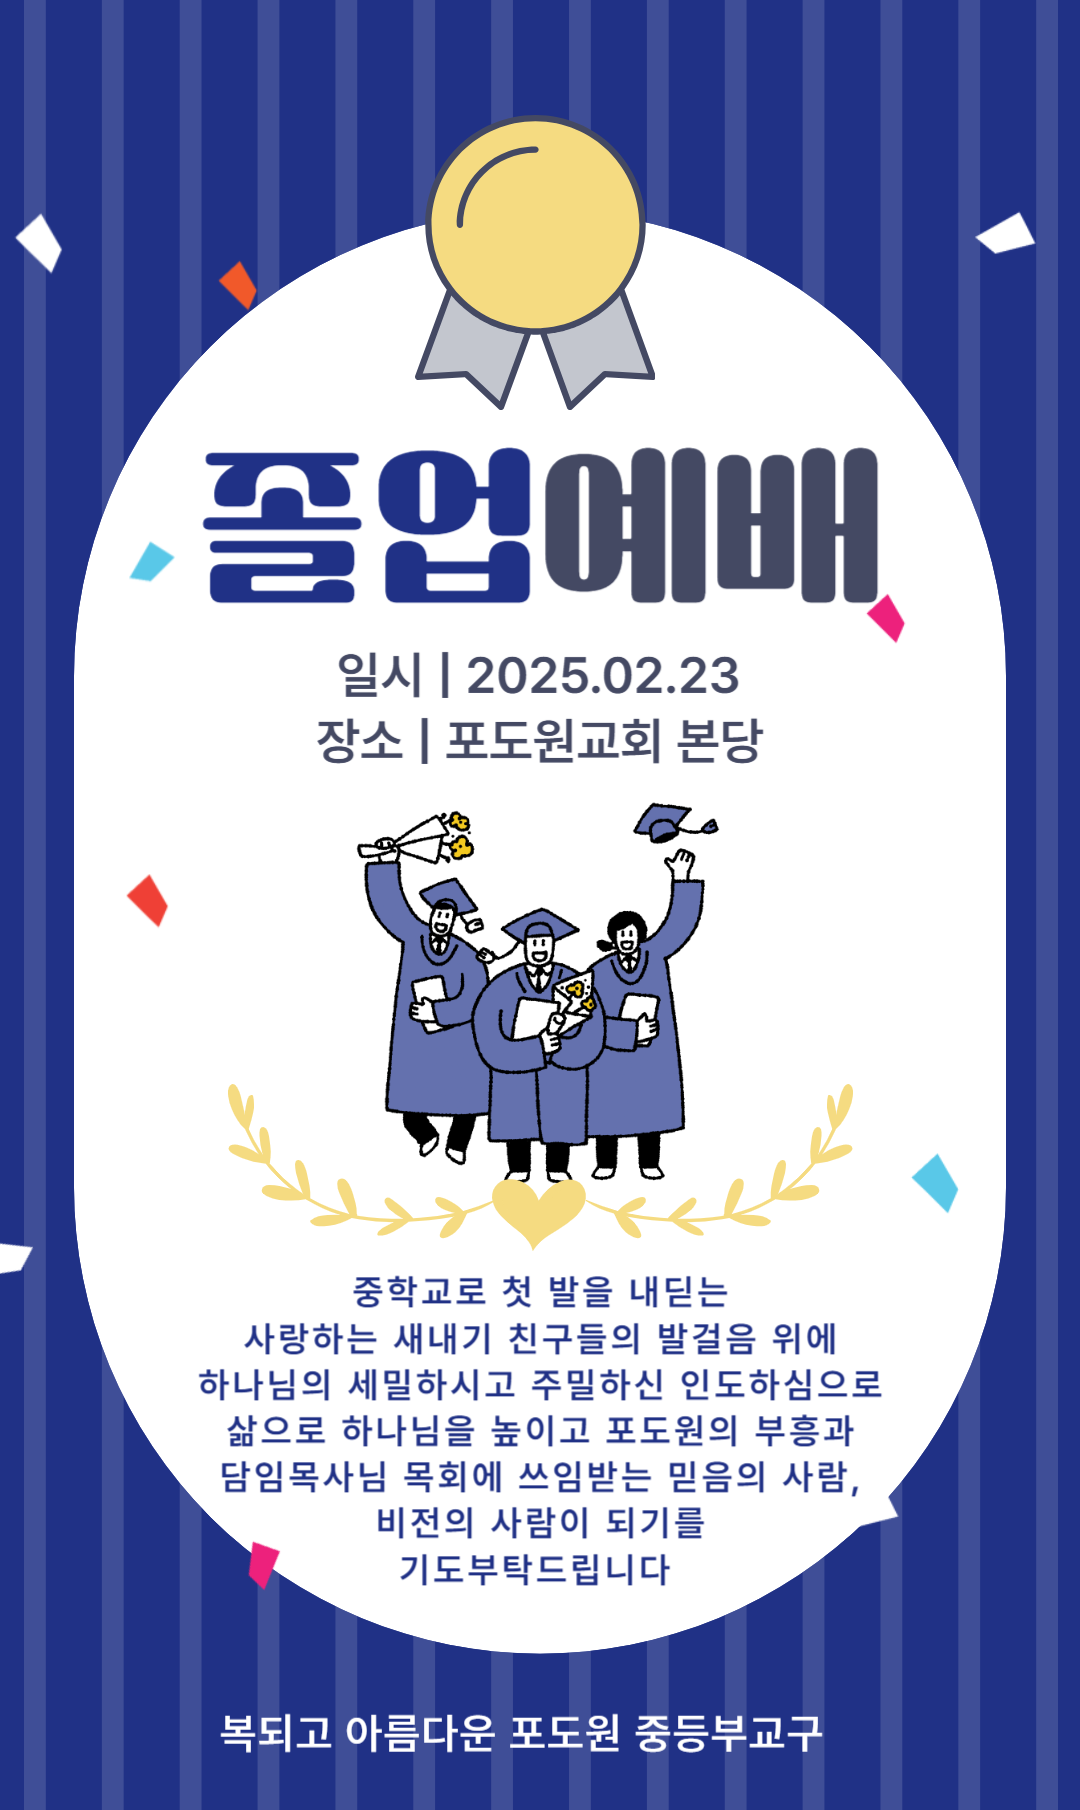 졸업예배
일시 | 2025.02.23
장소 | 포도원교회 본당
중학교로 첫 발을 내딛는
사랑하는 새내기 친구들의 발걸음 위에
하나님의 세밀하시고 주밀하신 인도하심으로
삶으로 하나님을 높이고 포도원의 부흥과
담임목사님 목회에 쓰임받는 믿음의 사람,
비전의 사람이 되기를
기도부탁드립니다
복되고 아름다운 포도원 중등부교구